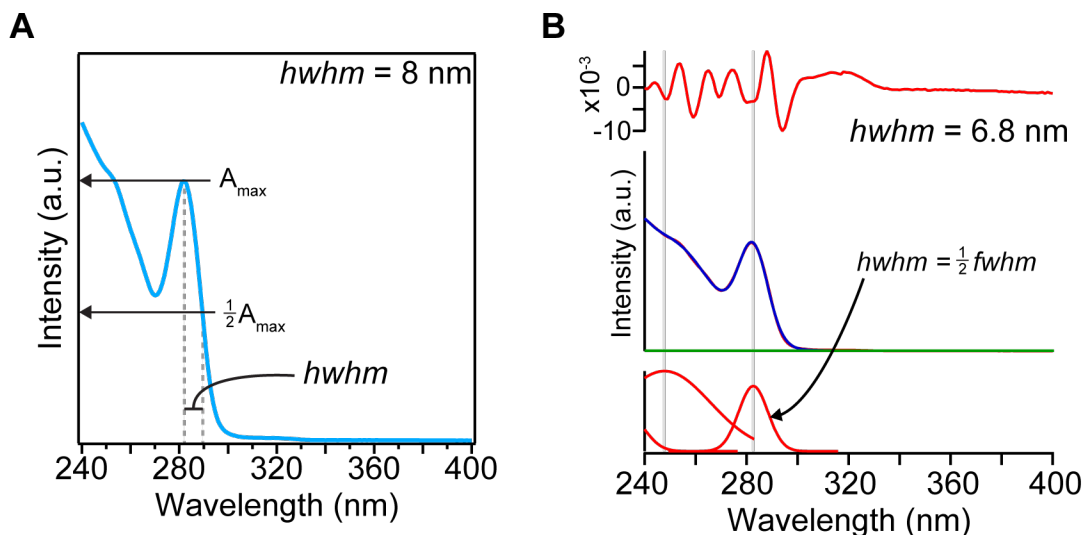 A
hwhm = 8 nm
Intensity (a.u.)
Amax
½Amax
hwhm
240 280 320 360 400
Wavelength (nm)
B
x10-3
0
-10
hwhm = 6.8 nm
Intensity (a.u.)
hwhm = ½ fwhm
240 280 320 360 400
Wavelength (nm)